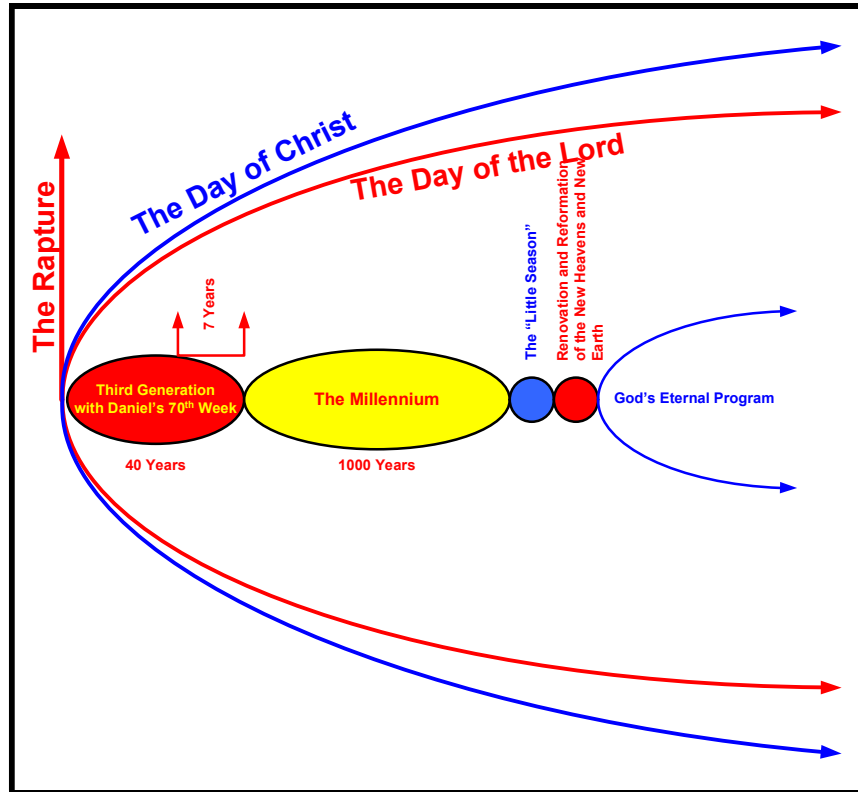 The Day of Christ
The Day of the Lord
The Rapture
7 Years
The “Little Season”
Renovation and Reformation
of the New Heavens and New
Earth
Third Generation
with Daniel’s 70th Week
The Millennium
God’s Eternal Program
40 Years
1000 Years